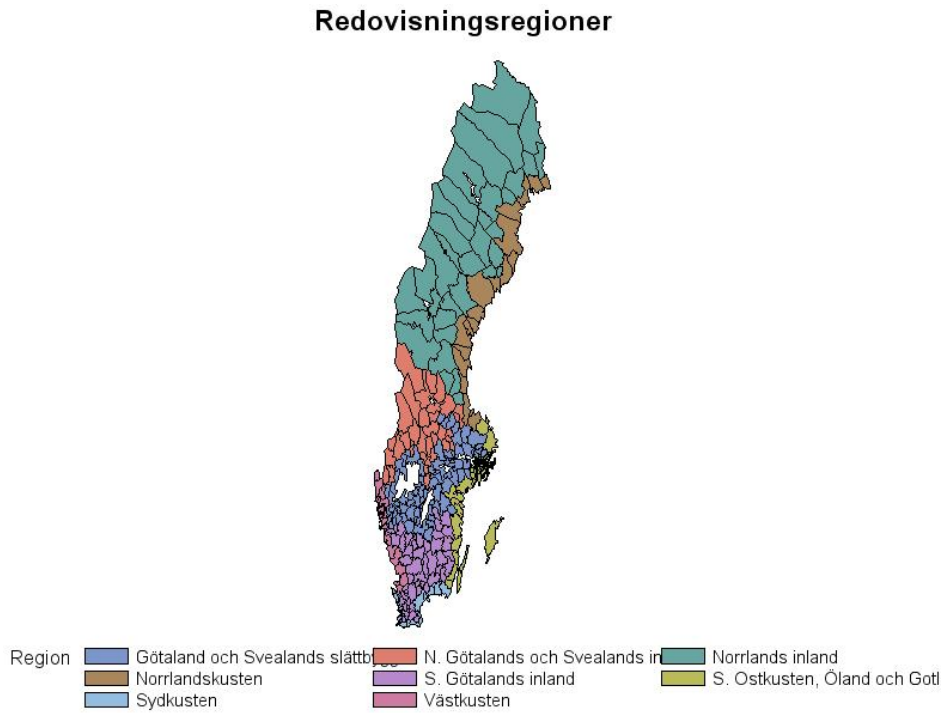 Redovisningsregioner
Region Götaland och Svealands slättbygg N. Götalands och Svealands in Norrlands inland
Norrlandskusten S. Götalands inland S. Ostkusten, Öland och Gotl
Sydkusten Västkusten